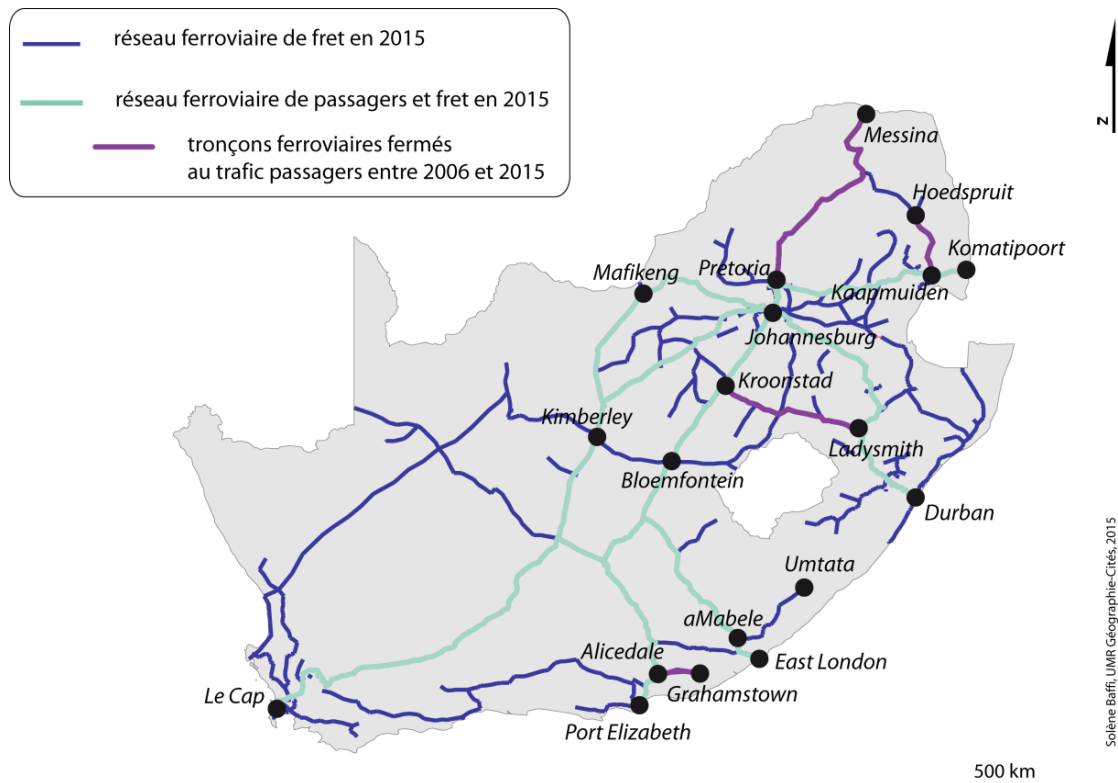 réseau ferroviaire de fret en 2015
réseau ferroviaire de passagers et fret en 2015
tronçons ferroviaires fermés
au trafic passagers entre 2006 et 2015
N
Messina
Hoedspruit
Komatipoort
Pretoria
Mafikeng
Kaapmuiden
Johannesburg
Kroonstad
Kimberley
Ladysmith
Bloemfontein
Durban
Umtata
aMabele
Alicedale
East London
Grahamstown
Le Cap
Port Elizabeth
Solène Baffi, UMR Géographie-Cités, 2015
500 km